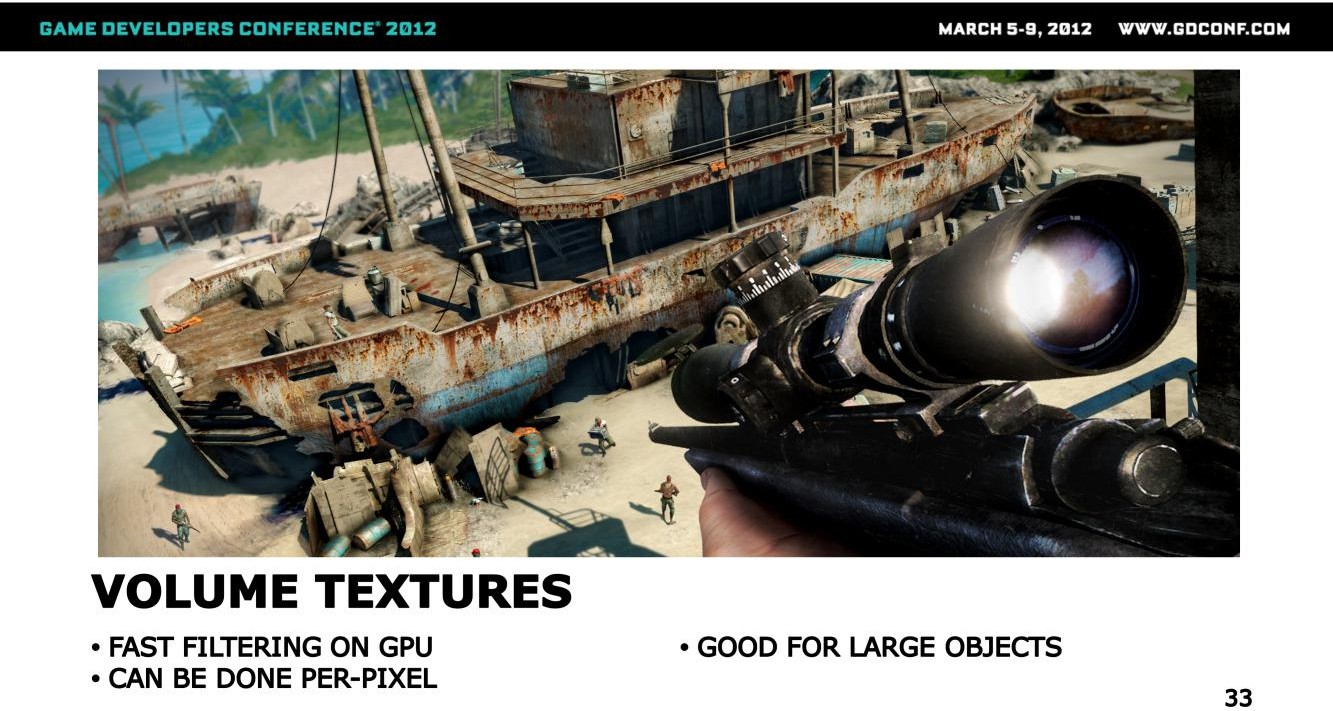 GAME DEVELOPERS CONFERENCE® 2012
MARCH 5-9, 2012 WWW.GDCONF.COM
VOLUME TEXTURES
• FAST FILTERING ON GPU
• CAN BE DONE PER-PIXEL
• GOOD FOR LARGE OBJECTS
33